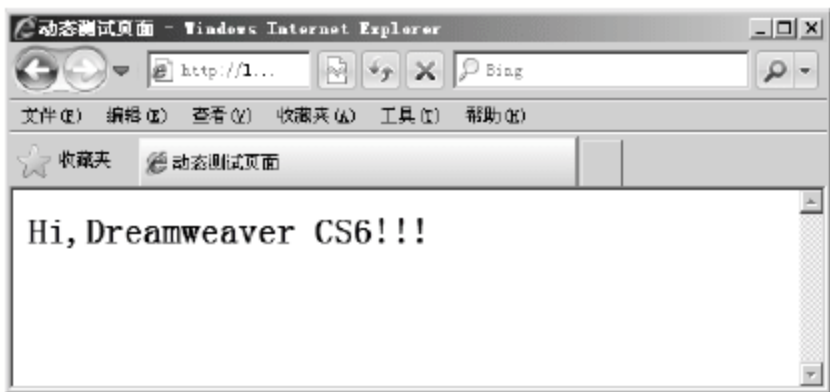 动态测试页面 - Windows Internet Explorer
http://1... Bing
文件(F) 编辑(E) 查看(V) 收藏夹(A) 工具(T) 帮助(H)
收藏夹 动态测试页面
Hi,Dreamweaver CS6!!!